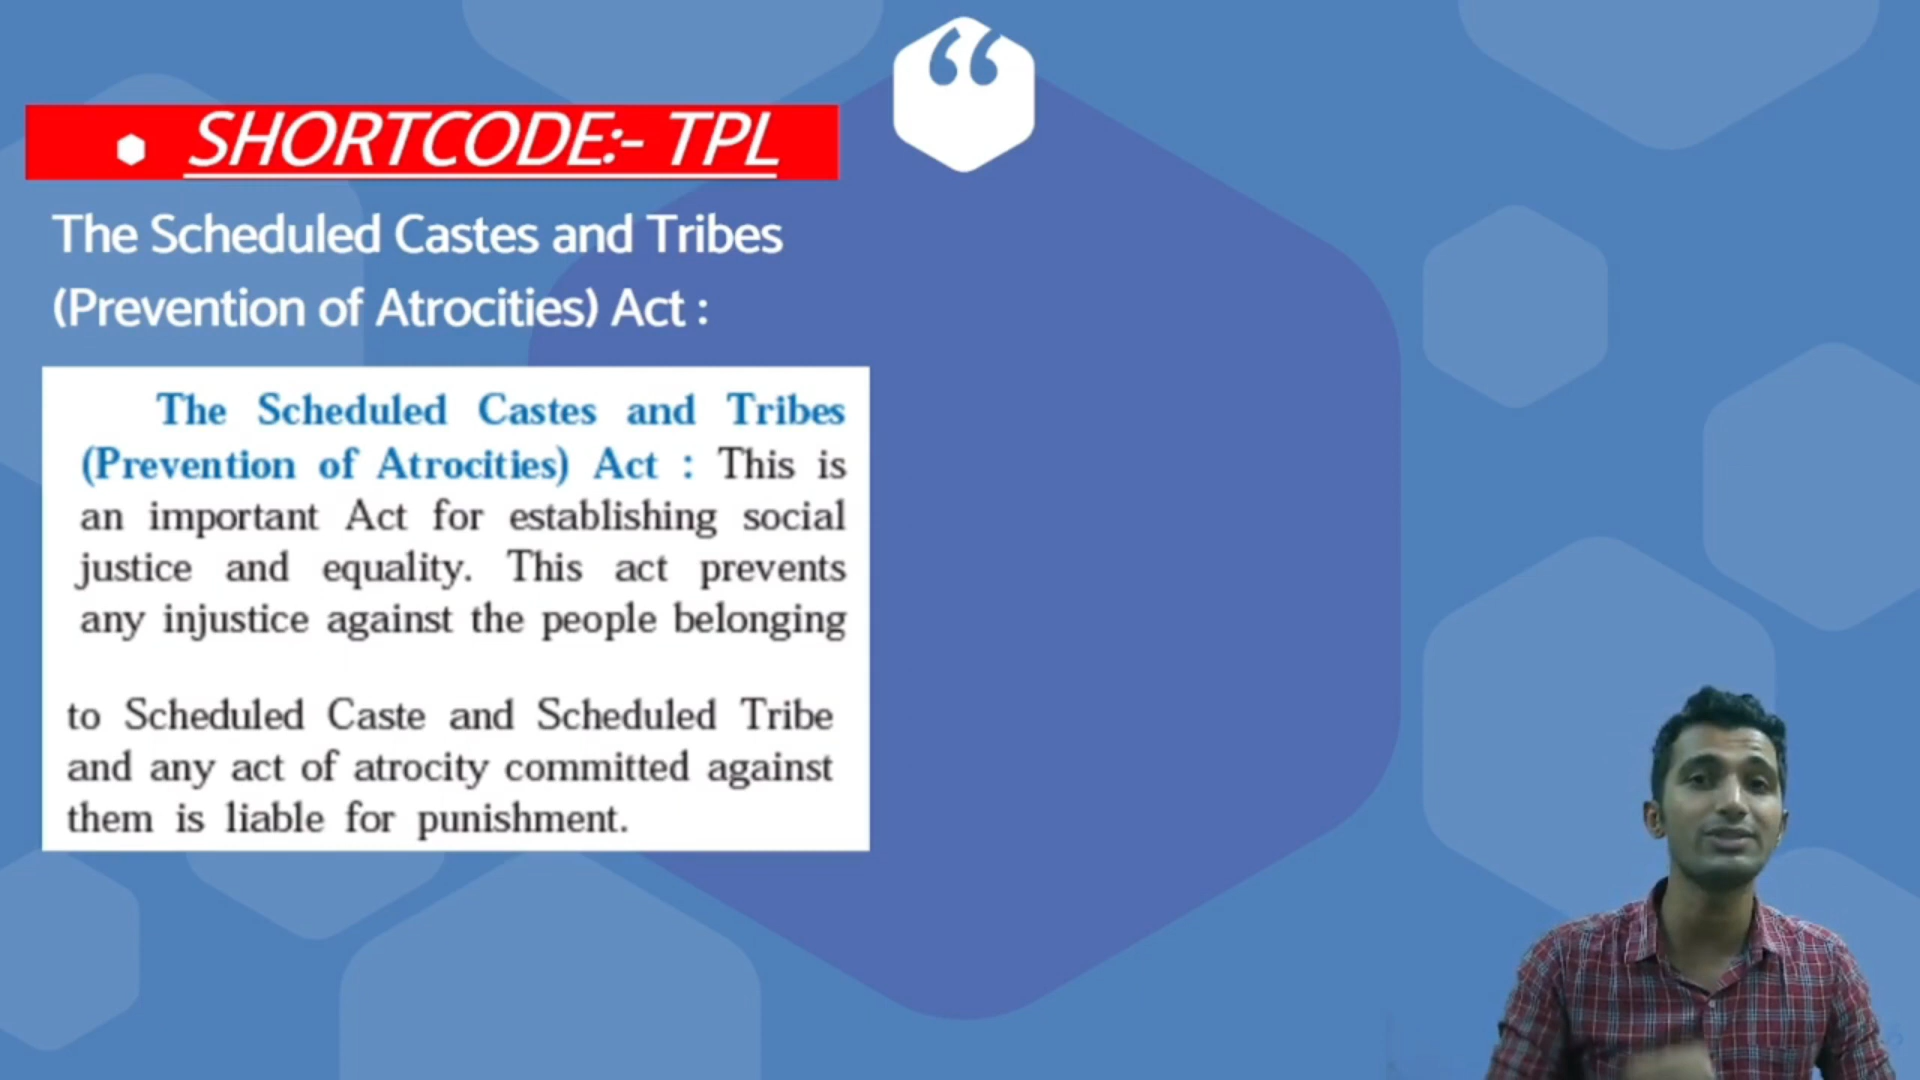 SHORTCODE:- TPL
The Scheduled Castes and Tribes
(Prevention of Atrocities) Act :
The Scheduled Castes and Tribes
(Prevention of Atrocities) Act : This is
an important Act for establishing social
justice and equality. This act prevents
any injustice against the people belonging
to Scheduled Caste and Scheduled Tribe
and any act of atrocity committed against
them is liable for punishment.